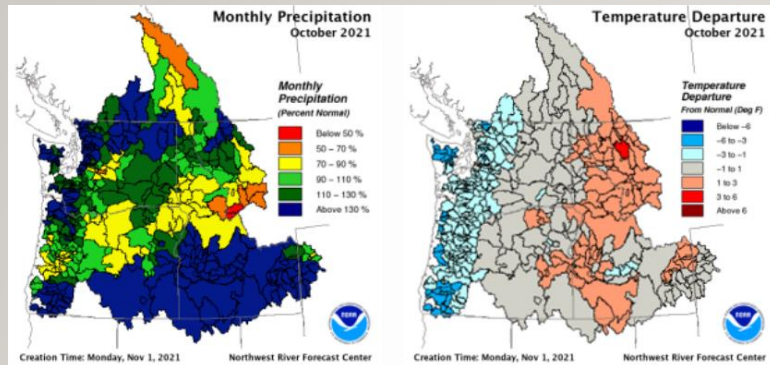 Monthly Precipitation
October 2021
Monthly
Precipitation
(Percent Normal)
Below 50 %
50 – 70 %
70 – 90 %
90 – 110 %
110 – 130 %
Above 130 %
Creation Time: Monday, Nov 1, 2021
Northwest River Forecast Center
Temperature Departure
October 2021
Temperature
Departure
From Normal (Deg F)
Below –6
–6 to –3
–3 to –1
–1 to 1
1 to 3
3 to 6
Above 6
Creation Time: Monday, Nov 1, 2021
Northwest River Forecast Center